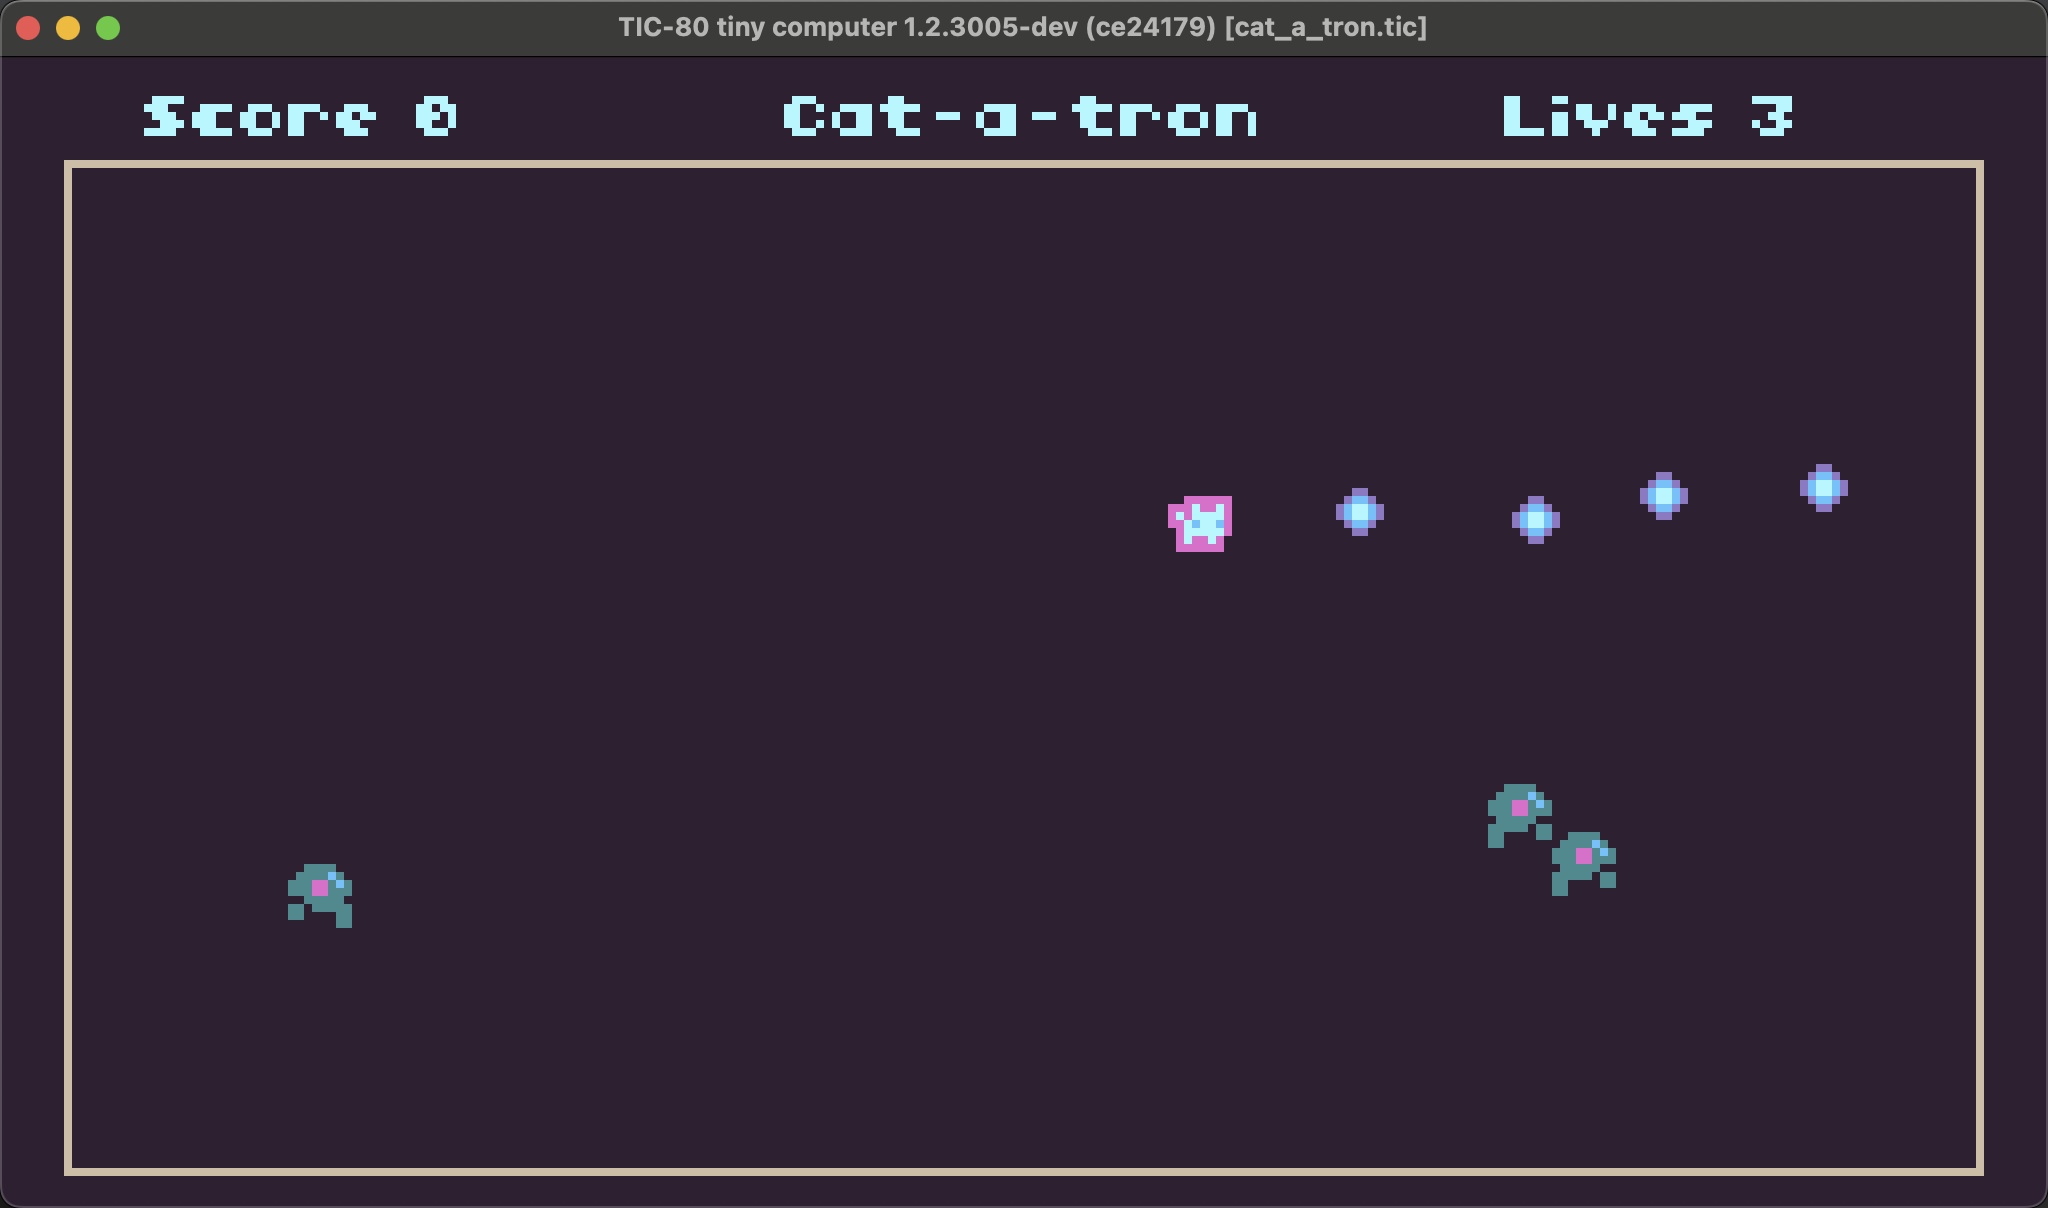 TIC-80 tiny computer 1.2.3005-dev (ce24179) [cat_a_tron.tic]
Score 0 Cat-a-tron Lives 3